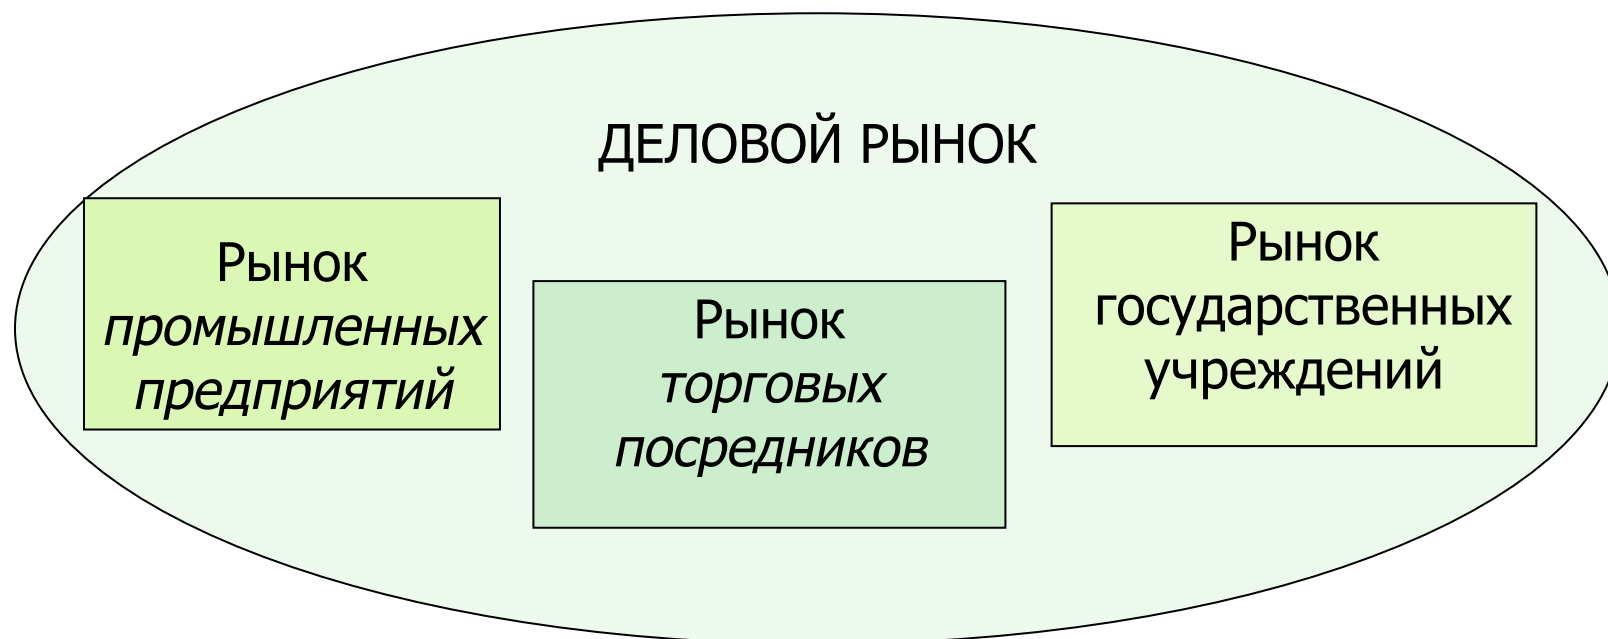 ДЕЛОВОЙ РЫНОК
Рынок
промышленных
предприятий
Рынок
торговых
посредников
Рынок
государственных
учреждений